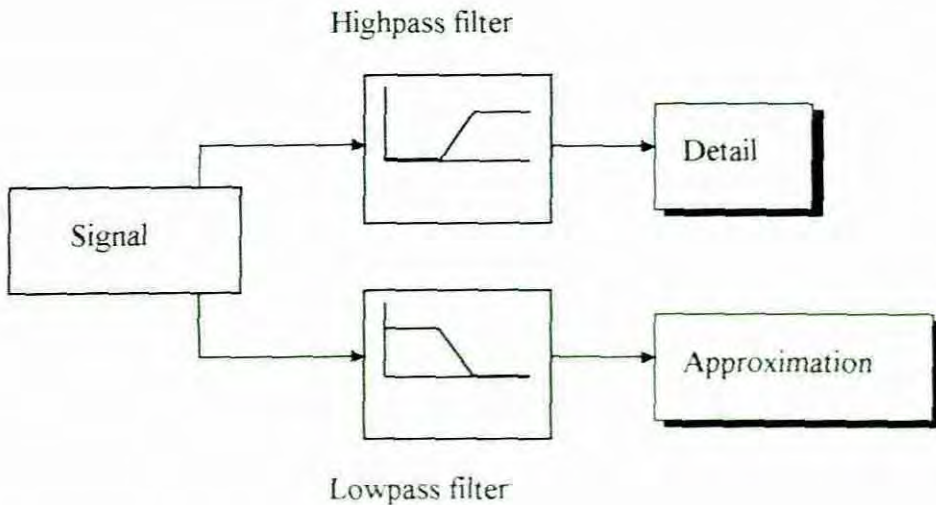 Highpass filter
Detail
Signal
Approximation
Lowpass filter